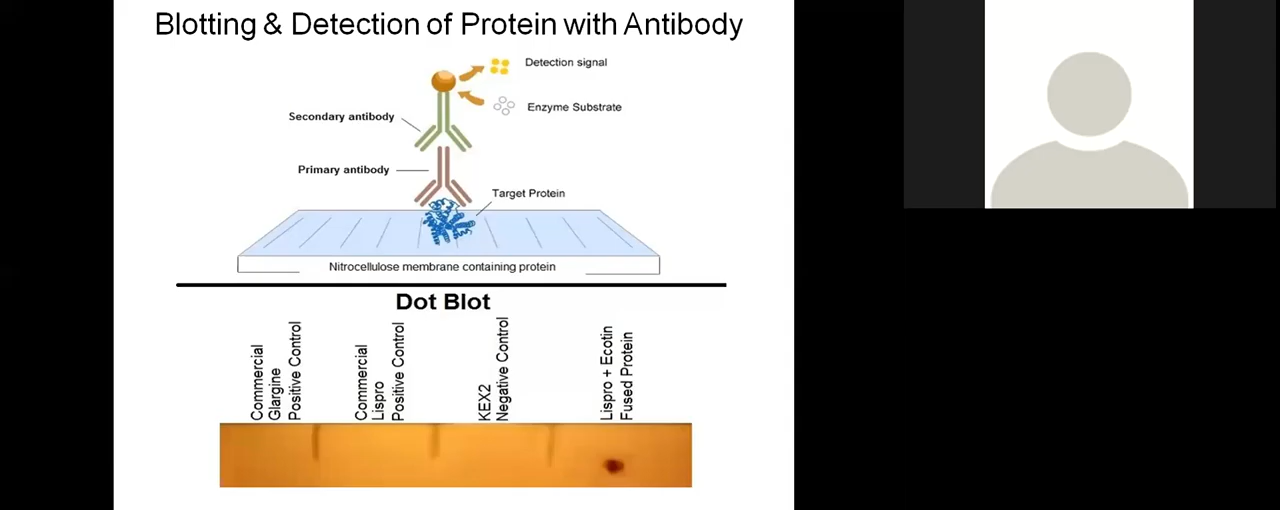 Blotting & Detection of Protein with Antibody
Detection signal
Enzyme Substrate
Secondary antibody
Primary antibody
Target Protein
Nitrocellulose membrane containing protein
Dot Blot
Commercial
Glargine
Positive Control
Commercial
Lispro
Positive Control
KEX2
Negative Control
Lispro + Ecotin
Fused Protein